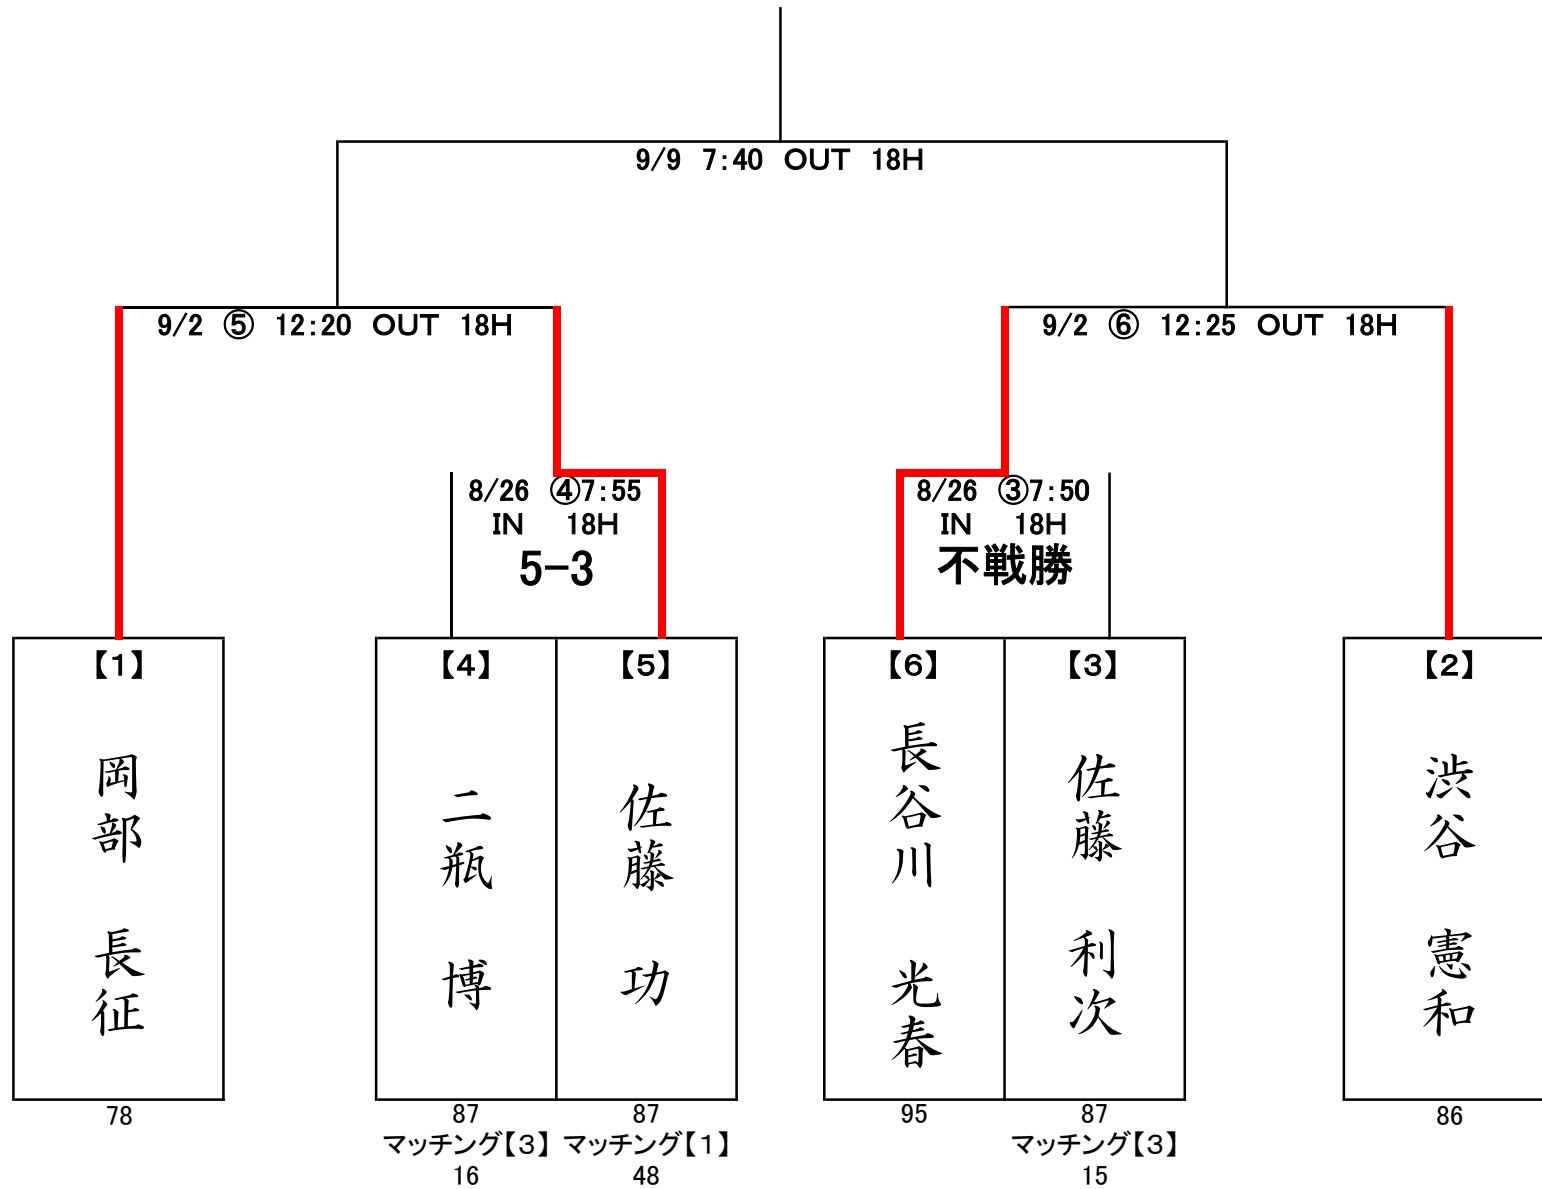 9/9 7:40 OUT 18H
9/2 ⑤ 12:20 OUT 18H
9/2 ⑥ 12:25 OUT 18H
8/26 ④7:55
IN 18H
5-3
8/26 ③7:50
IN 18H
不戦勝
【1】
岡部 長征
78
【4】
二瓶 博
87
マッチング【3】
16
【5】
佐藤 功
87
マッチング【1】
48
【6】
長谷川 光春
95
【3】
佐藤 利次
87
マッチング【3】
15
【2】
渋谷 憲和
86